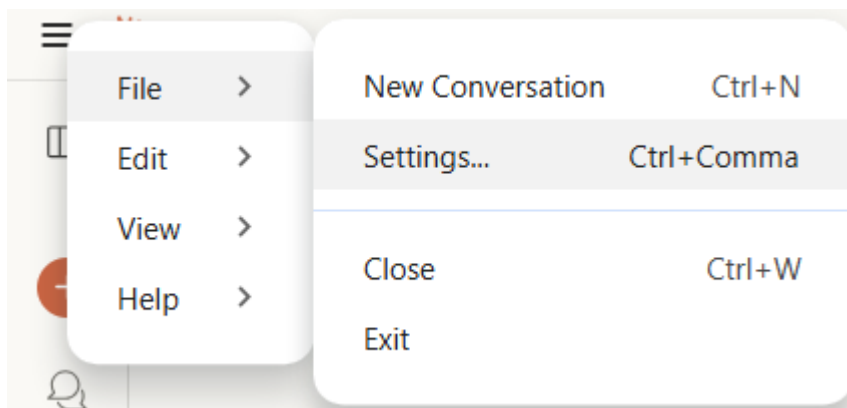 File
Edit
View
Help
New Conversation Ctrl+N
Settings... Ctrl+Comma
Close Ctrl+W
Exit